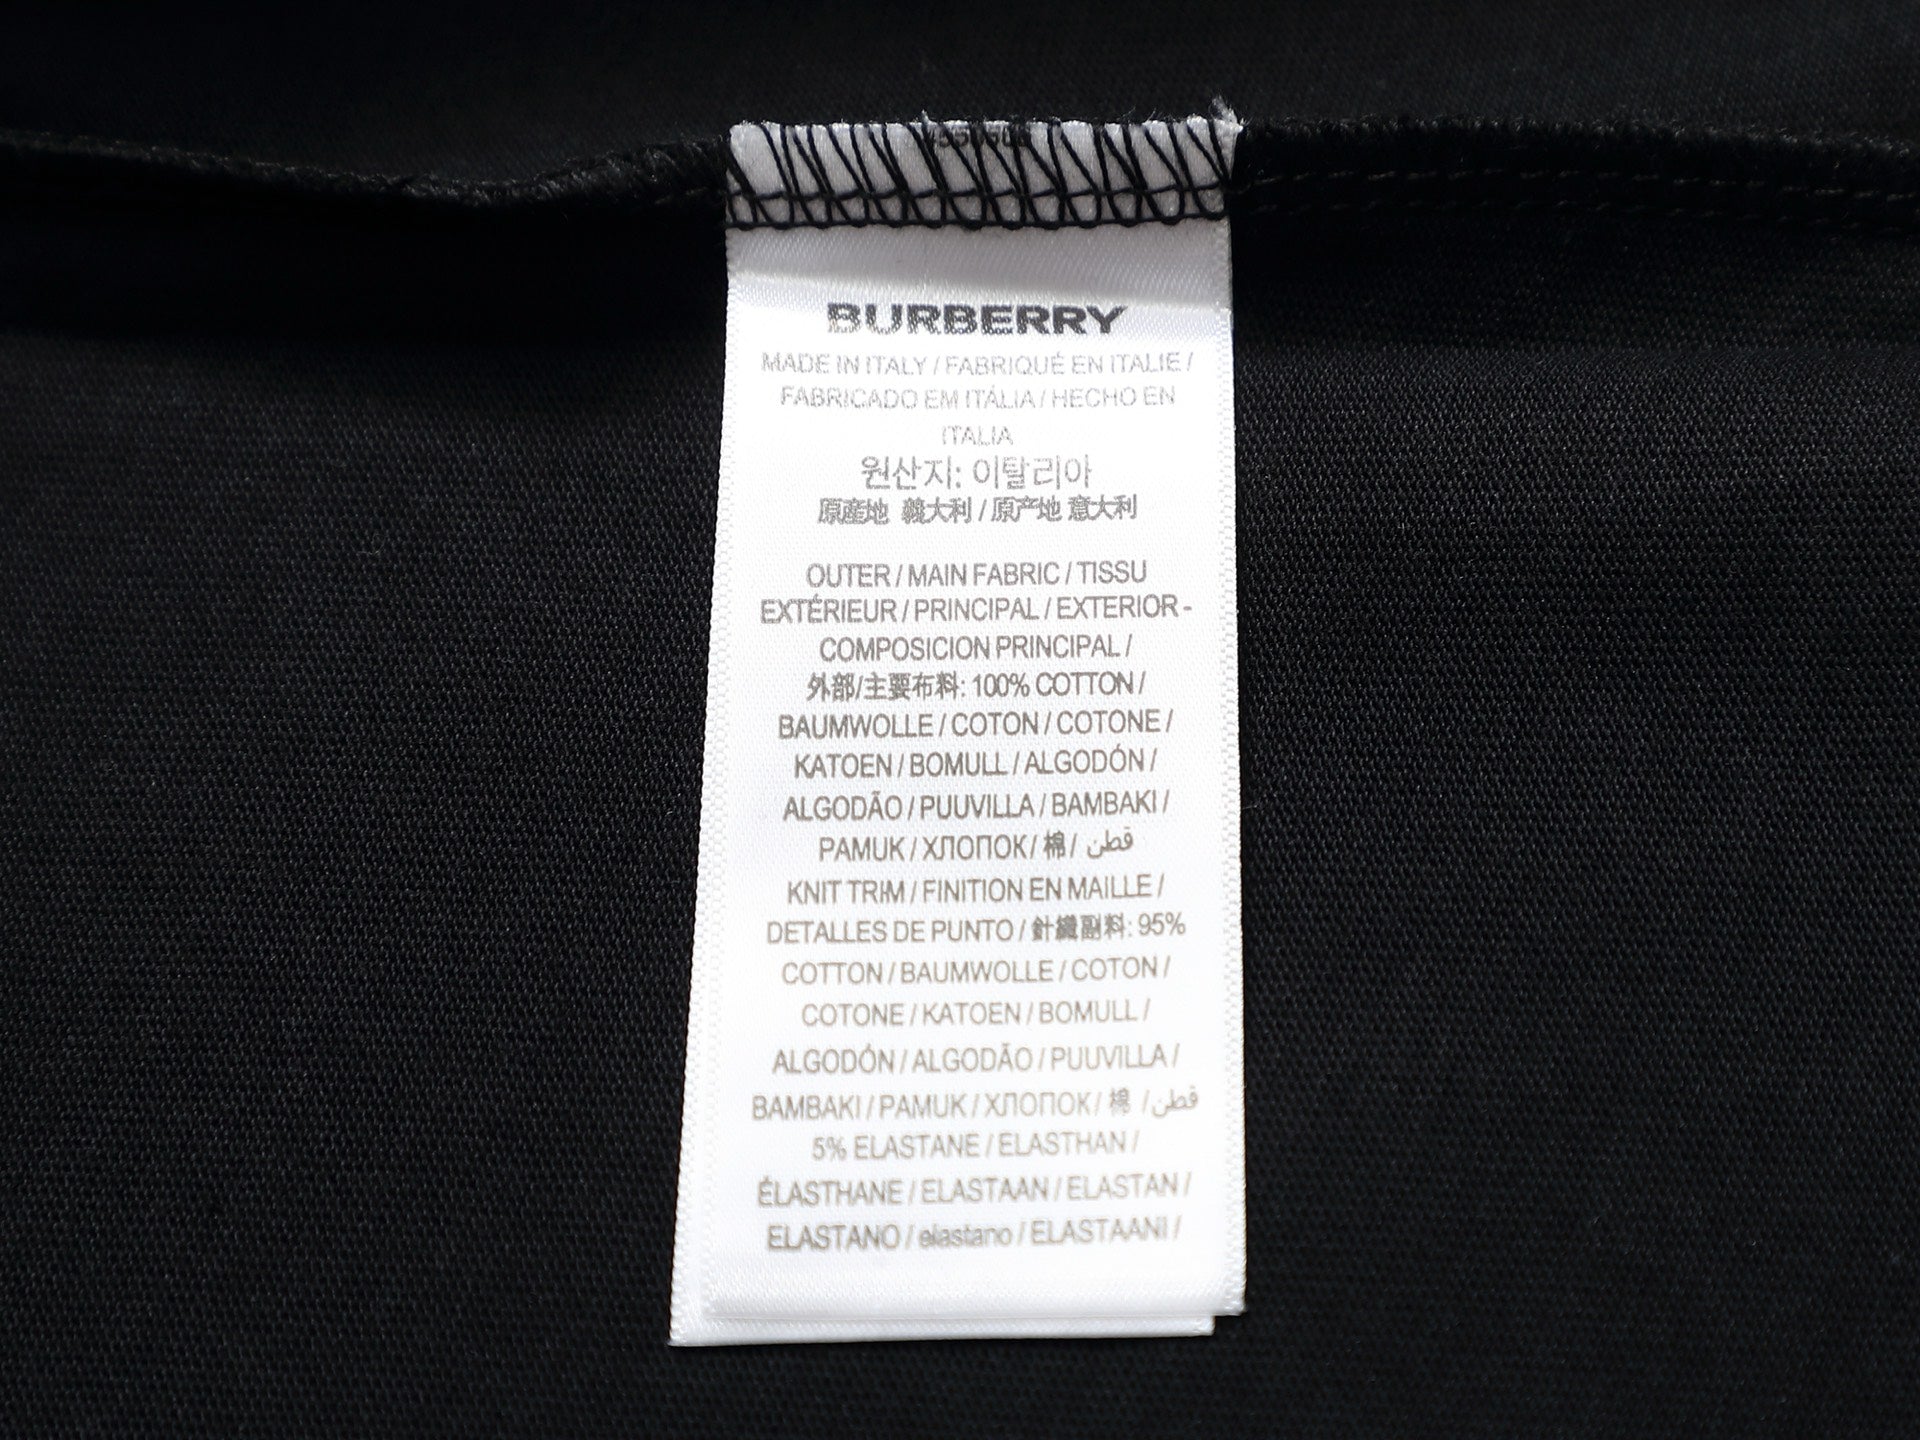 BURBERRY
MADE IN ITALY / FABRIQUÉ EN ITALIE /
FABRICADO EM ITÁLIA / HECHO EN
ITALIA
원산지: 이탈리아
原産地 義大利 / 原产地 意大利
OUTER / MAIN FABRIC / TISSU
EXTÉRIEUR / PRINCIPAL / EXTERIOR -
COMPOSICION PRINCIPAL /
外部/主要布料: 100% COTTON /
BAUMWOLLE / COTON / COTONE /
KATOEN / BOMULL / ALGODÓN /
ALGODÃO / PUUVILLA / BAMBAKI /
PAMUK / ХЛОПОК / 棉 / قطن
KNIT TRIM / FINITION EN MAILLE /
DETALLES DE PUNTO / 針織副料: 95%
COTTON / BAUMWOLLE / COTON /
COTONE / KATOEN / BOMULL /
ALGODÓN / ALGODÃO / PUUVILLA /
BAMBAKI / PAMUK / ХЛОПОК / 棉 / قطن
5% ELASTANE / ELASTHAN /
ÉLASTHANE / ELASTAAN / ELASTAN /
ELASTANO / elastano / ELASTAANI /